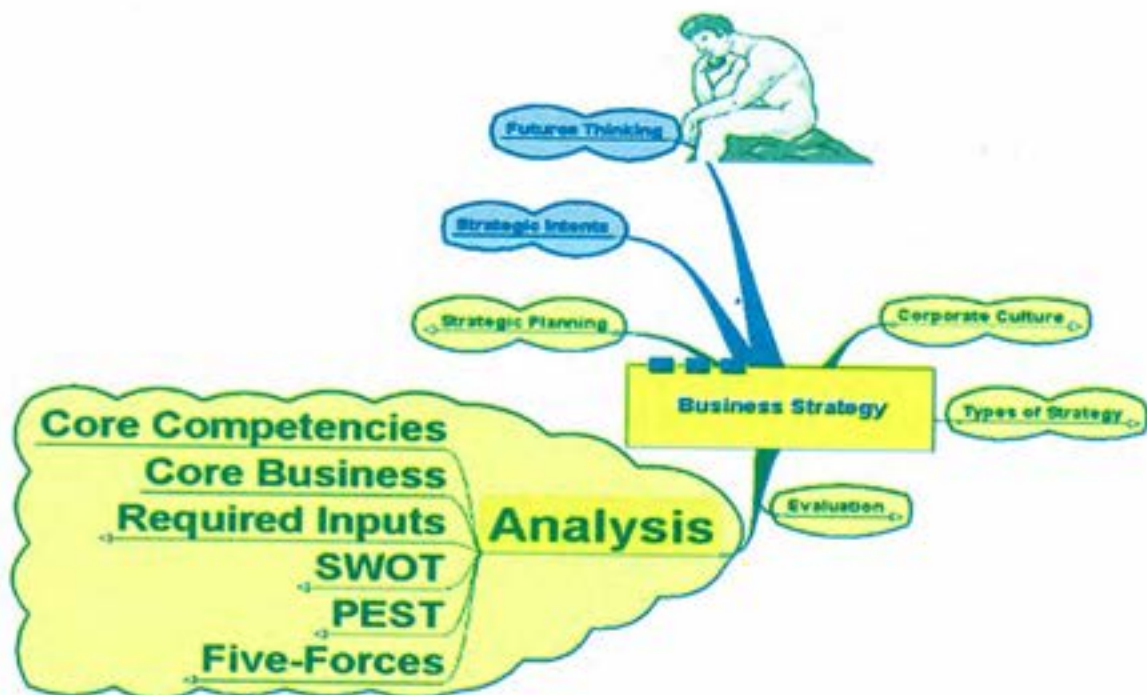 Futures Thinking
Strategic Intents
Strategic Planning
Corporate Culture
Business Strategy
Types of Strategy
Evaluation
Analysis
Core Competencies
Core Business
Required Inputs
SWOT
PEST
Five-Forces